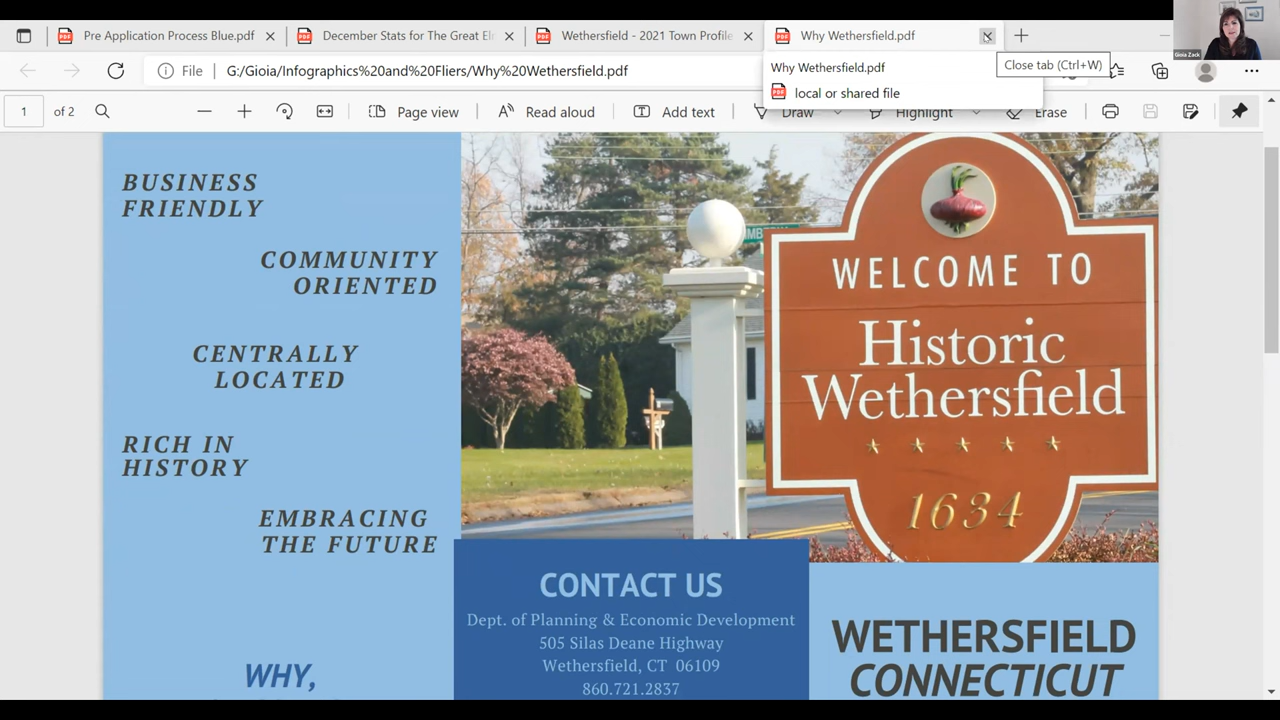 Pre Application Process Blue.pdf
December Stats for The Great Eln
Wethersfield - 2021 Town Profile
Why Wethersfield.pdf
Gioia Zack
File
G:/Gioia/Infographics%20and%20Fliers/Why%20Wethersfield.pdf
Why Wethersfield.pdf
local or shared file
Close tab (Ctrl+W)
1 of 2
Page view
Read aloud
Add text
Draw
Highlight
Erase
BUSINESS
FRIENDLY
COMMUNITY
ORIENTED
CENTRALLY
LOCATED
RICH IN
HISTORY
EMBRACING
THE FUTURE
WHY,
WELCOME TO
Historic
Wethersfield
1634
CONTACT US
Dept. of Planning & Economic Development
505 Silas Deane Highway
Wethersfield, CT 06109
860.721.2837
WETHERSFIELD
CONNECTICUT